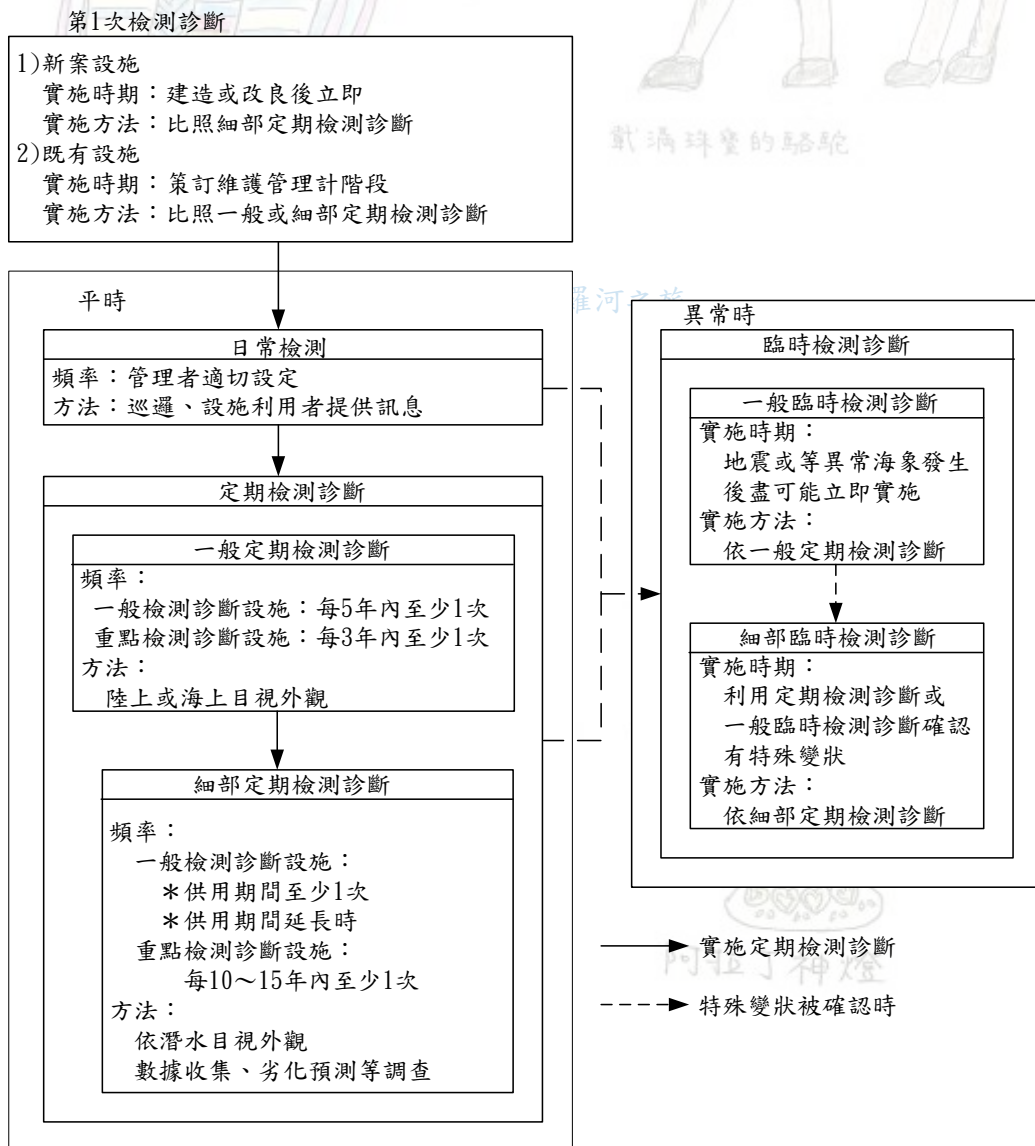 第1次檢測診斷
1)新案設施
實施時期：建造或改良後立即
實施方法：比照細部定期檢測診斷
2)既有設施
實施時期：策訂維護管理計階段
實施方法：比照一般或細部定期檢測診斷
戴滿珠寶的駱駝
平時
日常檢測
頻率：管理者適切設定
方法：巡邏、設施利用者提供訊息
定期檢測診斷
一般定期檢測診斷
頻率：
一般檢測診斷設施：每5年內至少1次
重點檢測診斷設施：每3年內至少1次
方法：
陸上或海上目視外觀
細部定期檢測診斷
頻率：
一般檢測診斷設施：
＊供用期間至少1次
＊供用期間延長時
重點檢測診斷設施：
每10～15年內至少1次
方法：
依潛水目視外觀
數據收集、劣化預測等調查
羅河之旅
異常時
臨時檢測診斷
一般臨時檢測診斷
實施時期：
地震或等異常海象發生
後盡可能立即實施
實施方法：
依一般定期檢測診斷
細部臨時檢測診斷
實施時期：
利用定期檢測診斷或
一般臨時檢測診斷確認
有特殊變狀
實施方法：
依細部定期檢測診斷
實施定期檢測診斷
阿拉丁神燈
特殊變狀被確認時